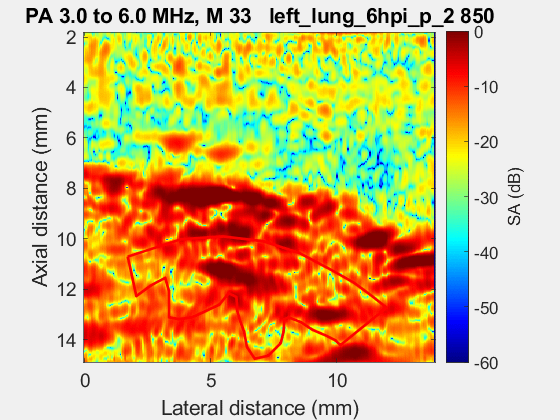 PA 3.0 to 6.0 MHz, M 33 left_lung_6hpi_p_2 850
2
4
6
8
10
12
14
Axial distance (mm)
0 5 10
Lateral distance (mm)
0
-10
-20
-30
-40
-50
-60
SA (dB)